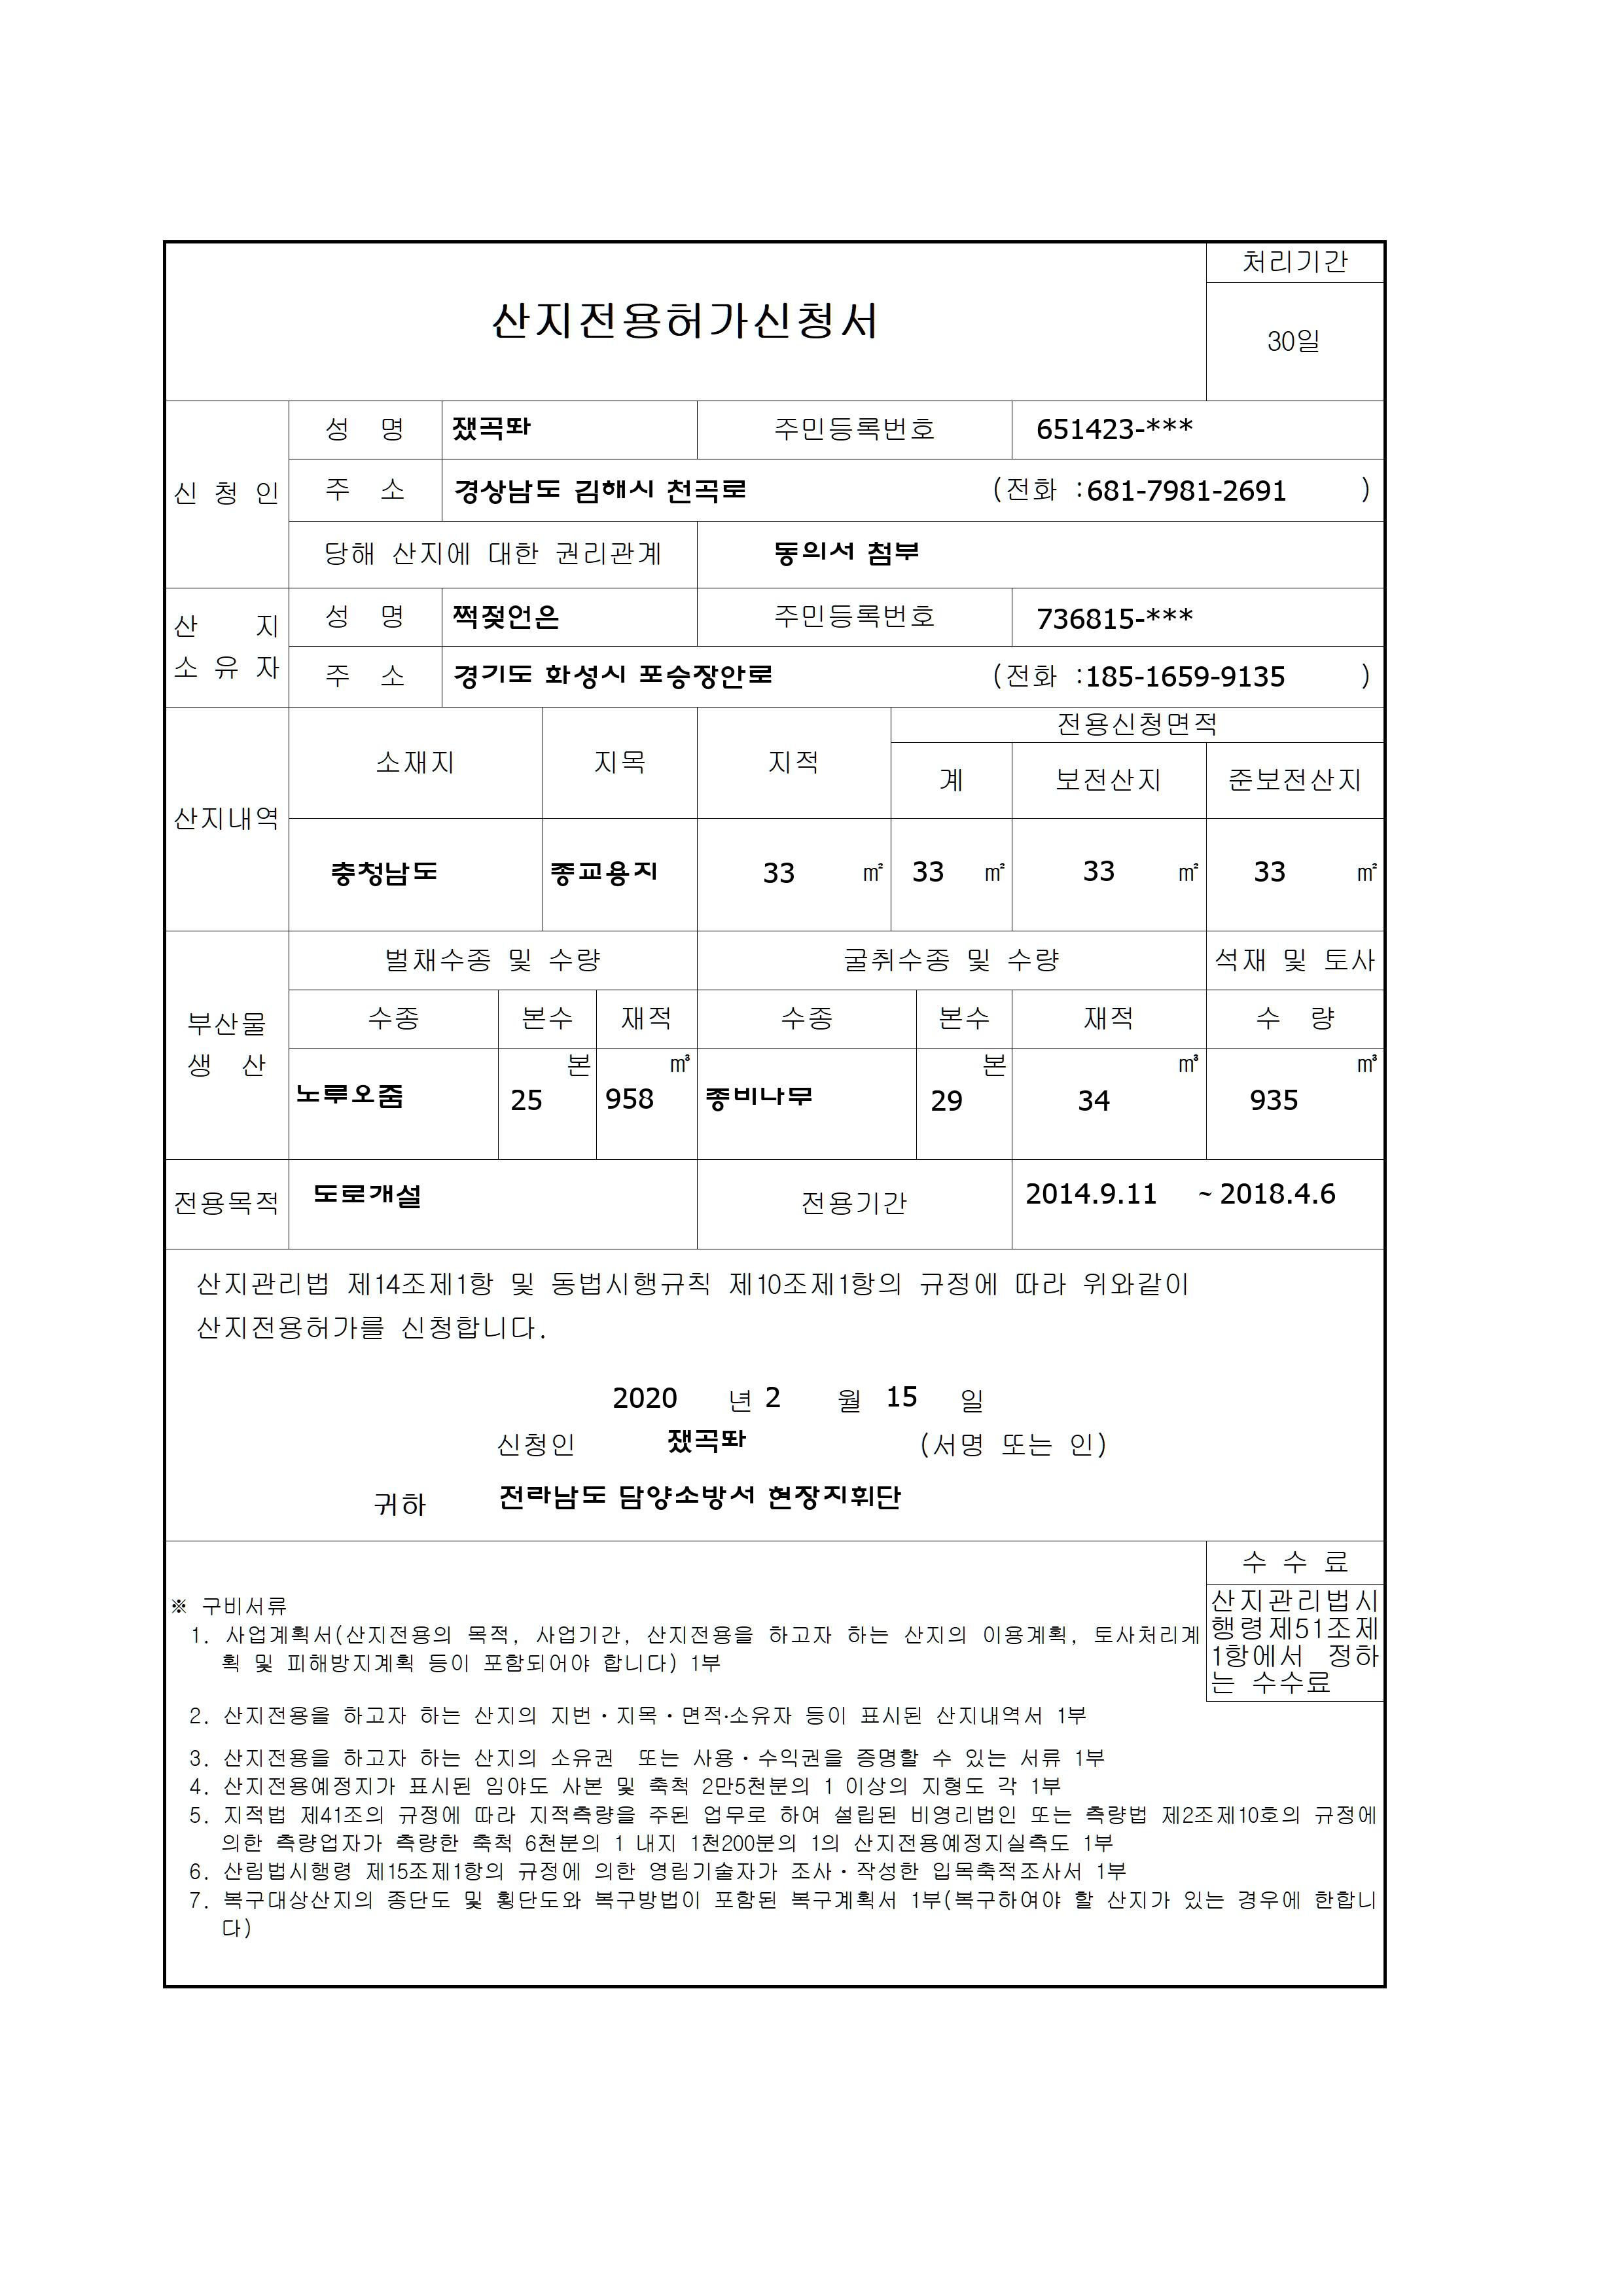 처리기간
산지전용허가신청서
30일
신 청 인
성 명 쟀곡똬 주민등록번호 651423-***
주 소 경상남도 김해시 천곡로 (전화 :681-7981-2691 )
당해 산지에 대한 권리관계 동의서 첨부
산 지
소 유 자
성 명 쩍젖언은 주민등록번호 736815-***
주 소 경기도 화성시 포승장안로 (전화 :185-1659-9135 )
산지내역
소재지 지목 지적 전용신청면적
계 보전산지 준보전산지
충청남도 종교용지 33 ㎡ 33 ㎡ 33 ㎡ 33 ㎡
부산물
생 산
벌채수종 및 수량 굴취수종 및 수량 석재 및 토사
수종 본수 재적 수종 본수 재적 수 량
본 ㎥ 본 ㎥ ㎥
노루오줌 25 958 종비나무 29 34 935
전용목적 도로개설 전용기간 2014.9.11 ~ 2018.4.6
산지관리법 제14조제1항 및 동법시행규칙 제10조제1항의 규정에 따라 위와같이
산지전용허가를 신청합니다.
2020 년 2 월 15 일
신청인 쟀곡똬 (서명 또는 인)
귀하 전라남도 담양소방서 현장지휘단
수 수 료
산지관리법시
행령제51조제
1항에서 정하
는 수수료
※ 구비서류
1. 사업계획서(산지전용의 목적, 사업기간, 산지전용을 하고자 하는 산지의 이용계획, 토사처리계
획 및 피해방지계획 등이 포함되어야 합니다) 1부
2. 산지전용을 하고자 하는 산지의 지번·지목·면적·소유자 등이 표시된 산지내역서 1부
3. 산지전용을 하고자 하는 산지의 소유권 또는 사용·수익권을 증명할 수 있는 서류 1부
4. 산지전용예정지가 표시된 임야도 사본 및 축척 2만5천분의 1 이상의 지형도 각 1부
5. 지적법 제41조의 규정에 따라 지적측량을 주된 업무로 하여 설립된 비영리법인 또는 측량법 제2조제10호의 규정에
의한 측량업자가 측량한 축척 6천분의 1 내지 1천200분의 1의 산지전용예정지실측도 1부
6. 산림법시행령 제15조제1항의 규정에 의한 영림기술자가 조사·작성한 입목축적조사서 1부
7. 복구대상산지의 종단도 및 횡단도와 복구방법이 포함된 복구계획서 1부(복구하여야 할 산지가 있는 경우에 한합니
다)